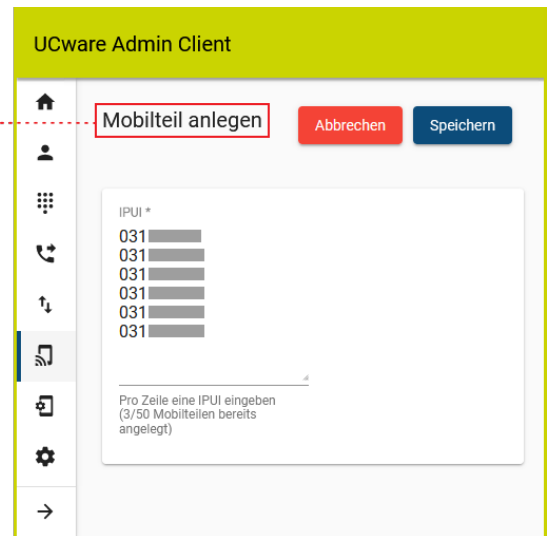 UCware Admin Client
Mobilteil anlegen
Abbrechen
Speichern
IPUI *
031
031
031
031
031
031
Pro Zeile eine IPUI eingeben
(3/50 Mobilteilen bereits
angelegt)